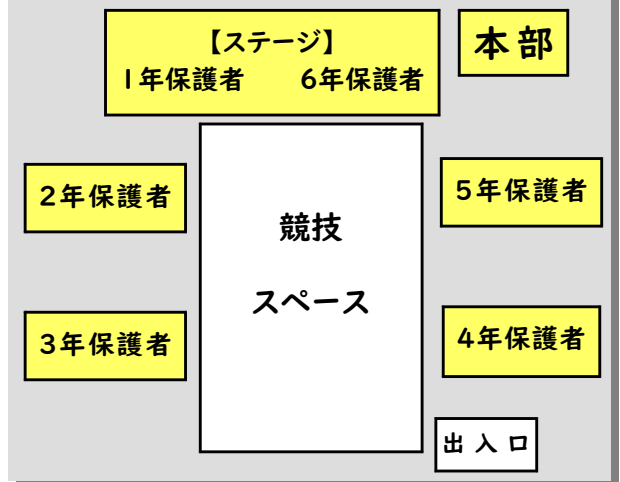 【ステージ】
1年保護者　　6年保護者
本部
2年保護者
5年保護者
競技
スペース
3年保護者
4年保護者
出入口